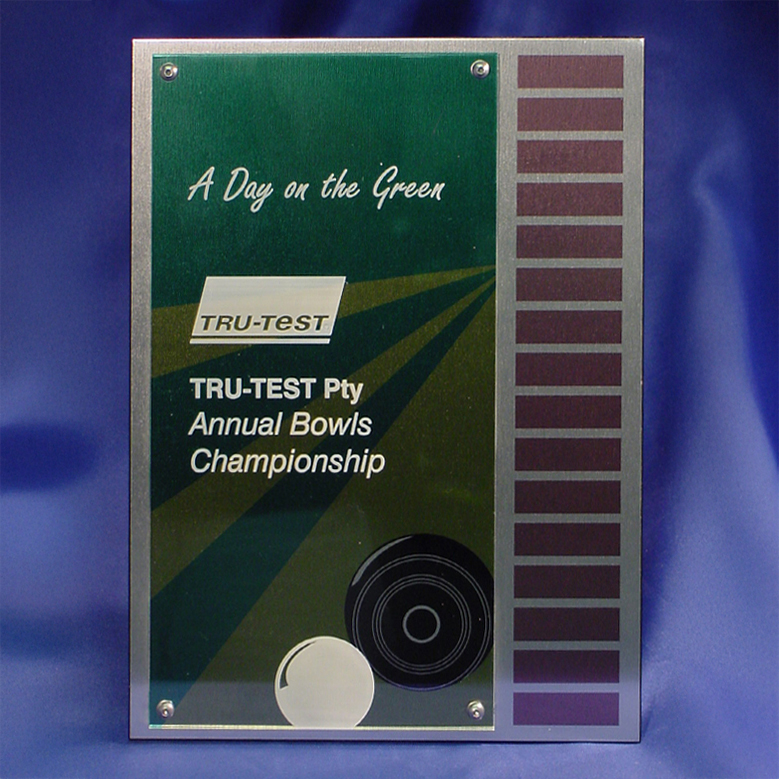 A Day on the Green
TRU-TeST
TRU-TEST Pty
Annual Bowls
Championship